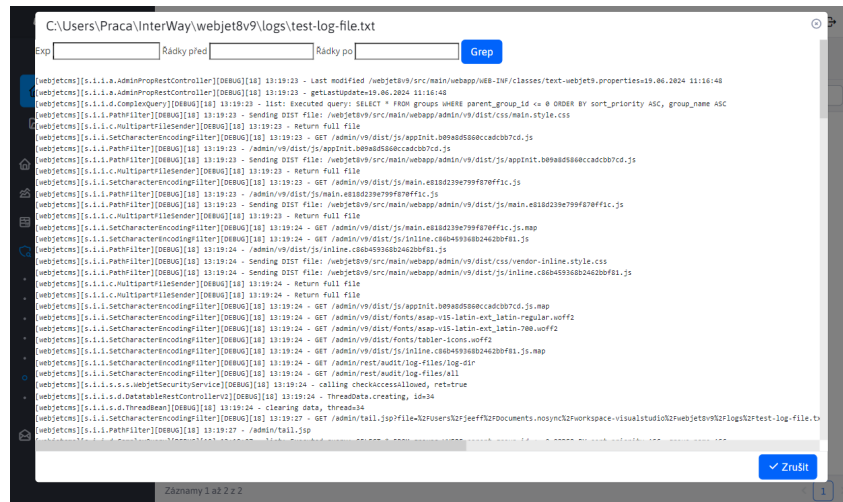 C:\Users\Praca\InterWay\webjet8v9\logs\test-log-file.txt
Exp Řádky před Řádky po Grep
[webjetcms][s.i.i.a.AdminPropRestController][DEBUG][18] 13:19:23 - Last modified /webjet8v9/src/main/webapp/WEB-INF/classes/text-webjet9.properties=19.06.2024 11:16:48
[webjetcms][s.i.i.a.AdminPropRestController][DEBUG][18] 13:19:23 - getLastUpdate=19.06.2024 11:16:48
[webjetcms][s.i.i.d.ComplexQuery][DEBUG][18] 13:19:23 - list: Executed query: SELECT * FROM groups WHERE parent_group_id <= 0 ORDER BY sort_priority ASC, group_name ASC
[webjetcms][s.i.i.PathFilter][DEBUG][18] 13:19:23 - Sending DIST file: /webjet8v9/src/main/webapp/admin/v9/dist/css/main.style.css
[webjetcms][s.i.i.c.MultipartFileSender][DEBUG][18] 13:19:23 - Return full file
[webjetcms][s.i.i.SetCharacterEncodingFilter][DEBUG][18] 13:19:23 - GET /admin/v9/dist/js/appInit.b09a8d5860ccadcbb7cd.js
[webjetcms][s.i.i.PathFilter][DEBUG][18] 13:19:23 - /admin/v9/dist/js/appInit.b09a8d5860ccadcbb7cd.js
[webjetcms][s.i.i.PathFilter][DEBUG][18] 13:19:23 - Sending DIST file: /webjet8v9/src/main/webapp/admin/v9/dist/js/appInit.b09a8d5860ccadcbb7cd.js
[webjetcms][s.i.i.c.MultipartFileSender][DEBUG][18] 13:19:23 - Return full file
[webjetcms][s.i.i.SetCharacterEncodingFilter][DEBUG][18] 13:19:23 - GET /admin/v9/dist/js/main.e818d239e799f870ff1c.js
[webjetcms][s.i.i.PathFilter][DEBUG][18] 13:19:23 - /admin/v9/dist/js/main.e818d239e799f870ff1c.js
[webjetcms][s.i.i.PathFilter][DEBUG][18] 13:19:23 - Sending DIST file: /webjet8v9/src/main/webapp/admin/v9/dist/js/main.e818d239e799f870ff1c.js
[webjetcms][s.i.i.c.MultipartFileSender][DEBUG][18] 13:19:23 - Return full file
[webjetcms][s.i.i.SetCharacterEncodingFilter][DEBUG][18] 13:19:24 - GET /admin/v9/dist/js/main.e818d239e799f870ff1c.js.map
[webjetcms][s.i.i.SetCharacterEncodingFilter][DEBUG][18] 13:19:24 - GET /admin/v9/dist/js/inline.c86b459368b2462bbf81.js
[webjetcms][s.i.i.PathFilter][DEBUG][18] 13:19:24 - /admin/v9/dist/js/inline.c86b459368b2462bbf81.js
[webjetcms][s.i.i.PathFilter][DEBUG][18] 13:19:24 - Sending DIST file: /webjet8v9/src/main/webapp/admin/v9/dist/css/vendor-inline.style.css
[webjetcms][s.i.i.PathFilter][DEBUG][18] 13:19:24 - Sending DIST file: /webjet8v9/src/main/webapp/admin/v9/dist/js/inline.c86b459368b2462bbf81.js
[webjetcms][s.i.i.c.MultipartFileSender][DEBUG][18] 13:19:24 - Return full file
[webjetcms][s.i.i.c.MultipartFileSender][DEBUG][18] 13:19:24 - Return full file
[webjetcms][s.i.i.SetCharacterEncodingFilter][DEBUG][18] 13:19:24 - GET /admin/v9/dist/js/appInit.b09a8d5860ccadcbb7cd.js.map
[webjetcms][s.i.i.SetCharacterEncodingFilter][DEBUG][18] 13:19:24 - GET /admin/v9/dist/fonts/asap-v15-latin-ext_latin-regular.woff2
[webjetcms][s.i.i.SetCharacterEncodingFilter][DEBUG][18] 13:19:24 - GET /admin/v9/dist/fonts/asap-v15-latin-ext_latin-700.woff2
[webjetcms][s.i.i.SetCharacterEncodingFilter][DEBUG][18] 13:19:24 - GET /admin/v9/dist/fonts/tabler-icons.woff2
[webjetcms][s.i.i.SetCharacterEncodingFilter][DEBUG][18] 13:19:24 - GET /admin/v9/dist/js/inline.c86b459368b2462bbf81.js.map
[webjetcms][s.i.i.SetCharacterEncodingFilter][DEBUG][18] 13:19:24 - GET /admin/rest/audit/log-files/log-dir
[webjetcms][s.i.i.SetCharacterEncodingFilter][DEBUG][18] 13:19:24 - GET /admin/rest/audit/log-files/all
[webjetcms][s.i.i.s.s.s.WebjetSecurityService][DEBUG][18] 13:19:24 - calling checkAccessAllowed, ret=true
[webjetcms][s.i.i.s.d.DatatableRestControllerV2][DEBUG][18] 13:19:24 - ThreadData.creating, id=34
[webjetcms][s.i.i.s.d.ThreadBean][DEBUG][18] 13:19:24 - clearing data, thread=34
[webjetcms][s.i.i.SetCharacterEncodingFilter][DEBUG][18] 13:19:27 - GET /admin/tail.jsp?file=%2FUsers%2Fjeeff%2FDocuments.nosync%2Fworkspace-visualstudio%2Fwebjet8v9%2Flogs%2Ftest-log-file.tx
[webjetcms][s.i.i.PathFilter][DEBUG][18] 13:19:27 - /admin/tail.jsp
Zrušit
Záznamy 1 až 2 z 2
1